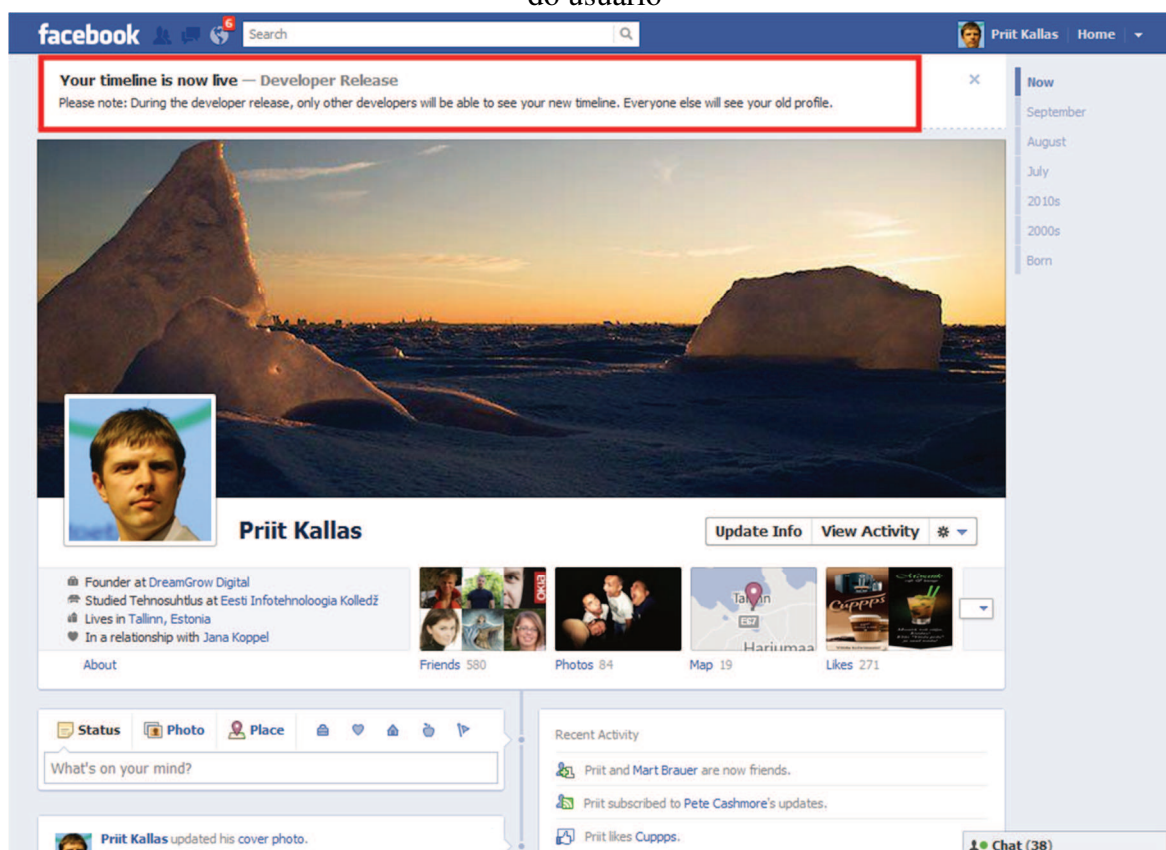 do usuário
facebook
6
Search
Priit Kallas
Home
Your timeline is now live — Developer Release
Please note: During the developer release, only other developers will be able to see your new timeline. Everyone else will see your old profile.
Now
September
August
July
2010s
2000s
Born
Priit Kallas
Update Info
View Activity
Founder at DreamGrow Digital
Studied Tehnosuhtlus at Eesti Infotehnoloogia Kolledž
Lives in Tallinn, Estonia
In a relationship with Jana Koppel
About
Friends 580
Photos 84
Map 19
Likes 271
E67
Harjumaa
Cuppps
Status
Photo
Place
What's on your mind?
Recent Activity
Priit and Mart Brauer are now friends.
Priit subscribed to Pete Cashmore's updates.
Priit likes Cuppps.
Priit Kallas updated his cover photo.
Chat (38)